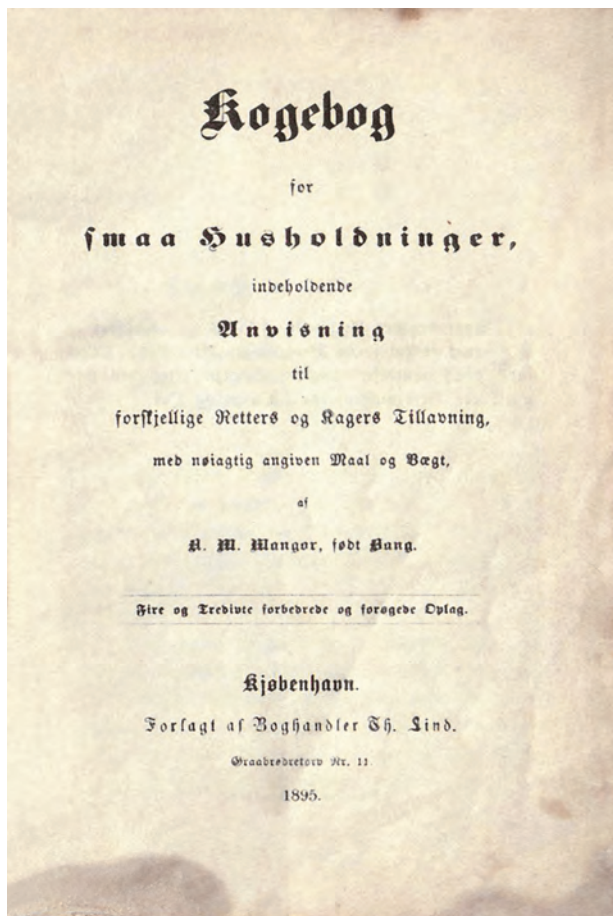 Kogebog
for
smaa Husholdninger,
indeholdende
Anvisning
til
forskjellige Retters og Kagers Tillavning,
med nøiagtig angiven Maal og Vægt,
af
A. M. Mangor, født Bang.
Fire og Tredivte forbedrede og forøgede Oplag.
Kjøbenhavn.
Forlagt af Boghandler Th. Lind.
Graabrødretorv Nr. 11.
1895.